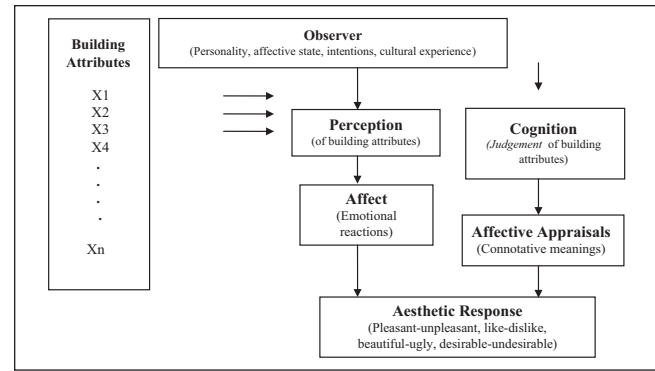 Building
Attributes
X1
X2
X3
X4
.
.
.
.
Xn
Observer
(Personality, affective state, intentions, cultural experience)
Perception
(of building attributes)
Affect
(Emotional
reactions)
Cognition
(Judgement of building
attributes)
Affective Appraisals
(Connotative meanings)
Aesthetic Response
(Pleasant-unpleasant, like-dislike,
beautiful-ugly, desirable-undesirable)